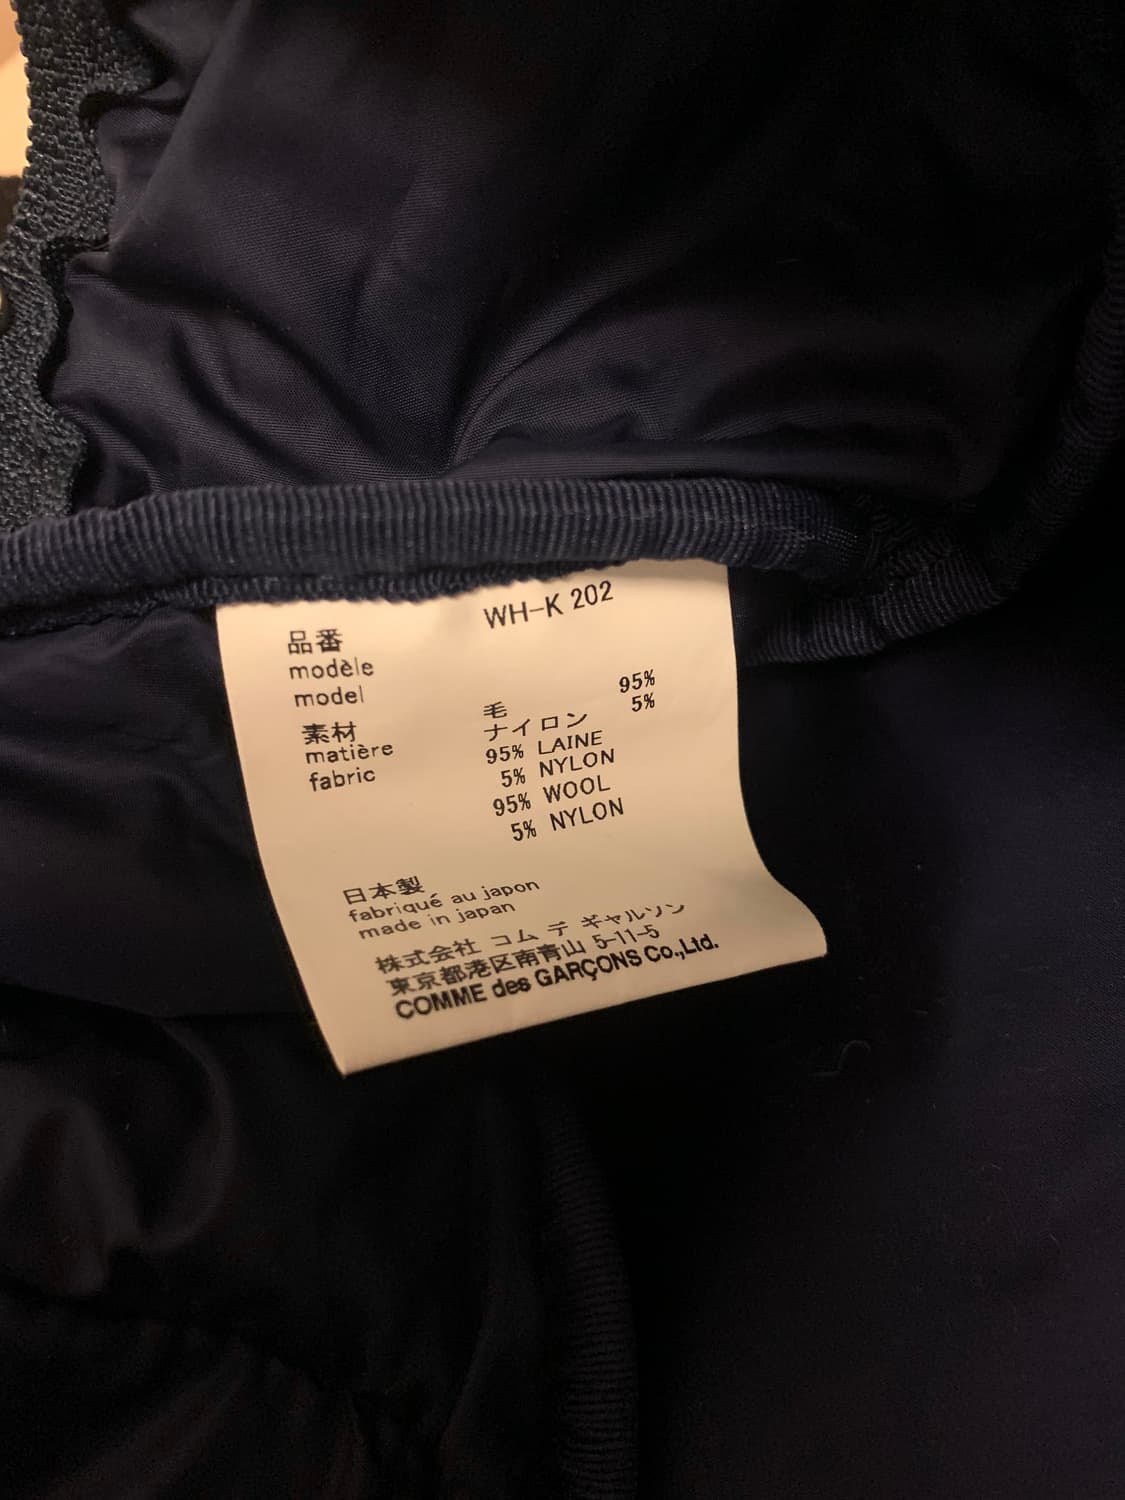 品番
modèle
model
WH-K 202
素材
matière
fabric
毛 95%
ナイロン 5%
95% LAINE
5% NYLON
95% WOOL
5% NYLON
日本製
fabriqué au japon
made in japan
株式会社 コム デ ギャルソン
東京都港区南青山 5-11-5
COMME des GARÇONS Co.,Ltd.